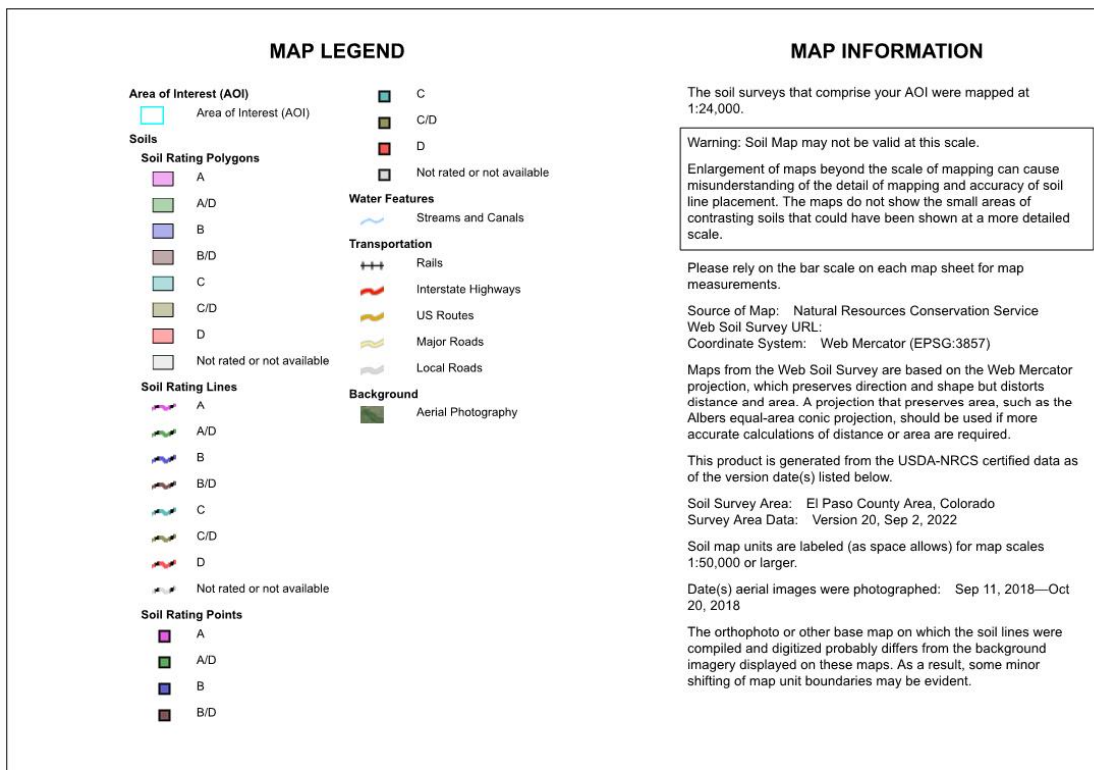 MAP LEGEND
Area of Interest (AOI)
Area of Interest (AOI)
Soils
Soil Rating Polygons
A
A/D
B
B/D
C
C/D
D
Not rated or not available
Soil Rating Lines
A
A/D
B
B/D
C
C/D
D
Not rated or not available
Soil Rating Points
A
A/D
B
B/D
C
C/D
D
Not rated or not available
Water Features
Streams and Canals
Transportation
Rails
Interstate Highways
US Routes
Major Roads
Local Roads
Background
Aerial Photography
MAP INFORMATION
The soil surveys that comprise your AOI were mapped at
1:24,000.
Warning: Soil Map may not be valid at this scale.
Enlargement of maps beyond the scale of mapping can cause
misunderstanding of the detail of mapping and accuracy of soil
line placement. The maps do not show the small areas of
contrasting soils that could have been shown at a more detailed
scale.
Please rely on the bar scale on each map sheet for map
measurements.
Source of Map: Natural Resources Conservation Service
Web Soil Survey URL:
Coordinate System: Web Mercator (EPSG:3857)
Maps from the Web Soil Survey are based on the Web Mercator
projection, which preserves direction and shape but distorts
distance and area. A projection that preserves area, such as the
Albers equal-area conic projection, should be used if more
accurate calculations of distance or area are required.
This product is generated from the USDA-NRCS certified data as
of the version date(s) listed below.
Soil Survey Area: El Paso County Area, Colorado
Survey Area Data: Version 20, Sep 2, 2022
Soil map units are labeled (as space allows) for map scales
1:50,000 or larger.
Date(s) aerial images were photographed: Sep 11, 2018—Oct
20, 2018
The orthophoto or other base map on which the soil lines were
compiled and digitized probably differs from the background
imagery displayed on these maps. As a result, some minor
shifting of map unit boundaries may be evident.